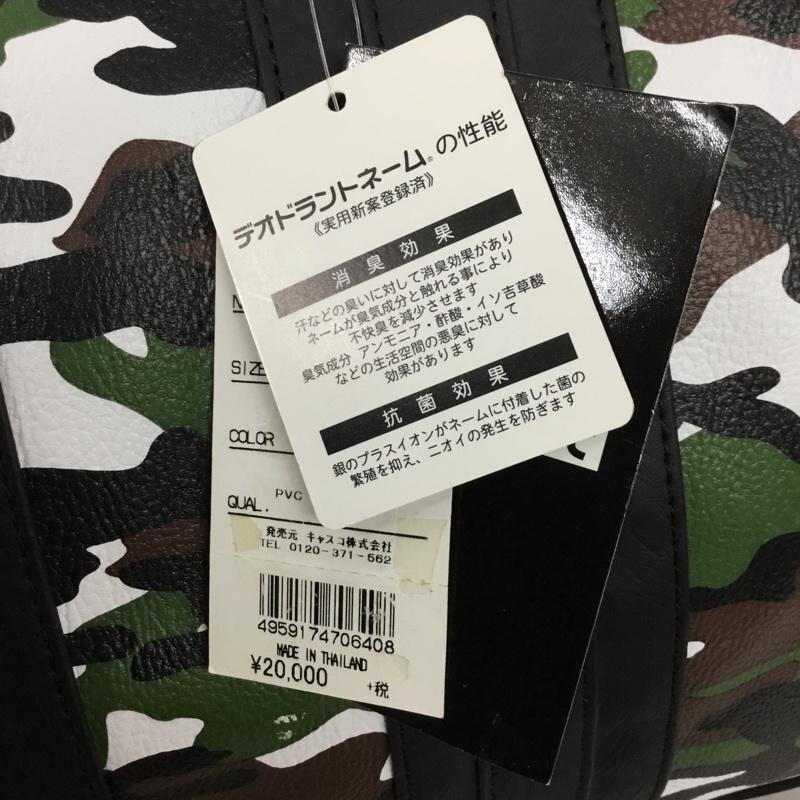 デオドラントネーム®の性能
《実用新案登録済》
消臭効果
汗などの臭いに対して消臭効果があり
ネームが臭気成分と触れる事により
不快臭を減少させます
臭気成分 アンモニア・酢酸・イソ吉草酸
などの生活空間の悪臭に対して
効果があります
抗菌効果
銀のプラスイオンがネームに付着した菌の
繁殖を抑え、ニオイの発生を防ぎます
SIZE
COLOR
QUAL. PVC
発売元 キャスコ株式会社
TEL 0120-371-562
4959174706408
MADE IN THAILAND
¥20,000 +税